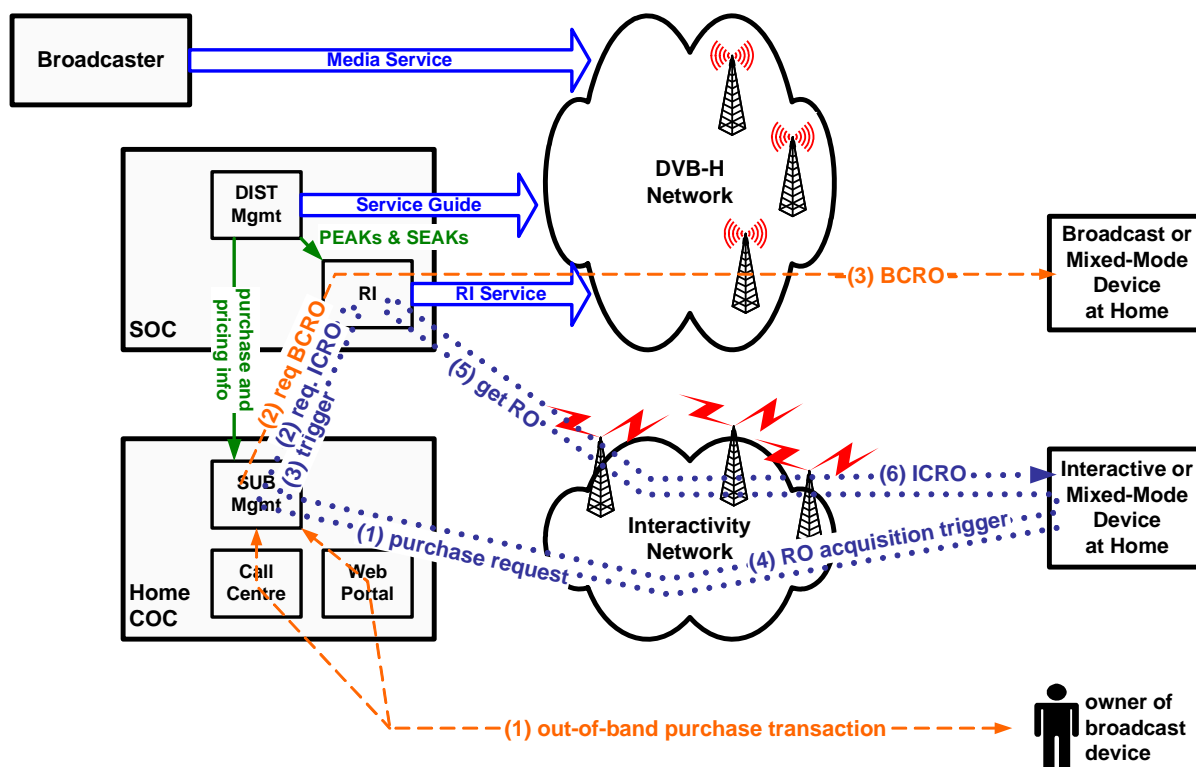 Broadcaster
Media Service
DVB-H
Network
DIST
Mgmt
Service Guide
PEAKs & SEAKs
RI
RI Service
SOC
(3) BCRO
Broadcast or
Mixed-Mode
Device
at Home
purchase and
pricing info
(2) req BCRO
(2) req. ICRO
(3) trigger
(5) get RO
(6) ICRO
Interactive or
Mixed-Mode
Device
at Home
SUB
Mgmt
Interactivity
Network
(1) purchase request
(4) RO acquisition trigger
Call
Centre
Web
Portal
Home
COC
(1) out-of-band purchase transaction
owner of
broadcast
device